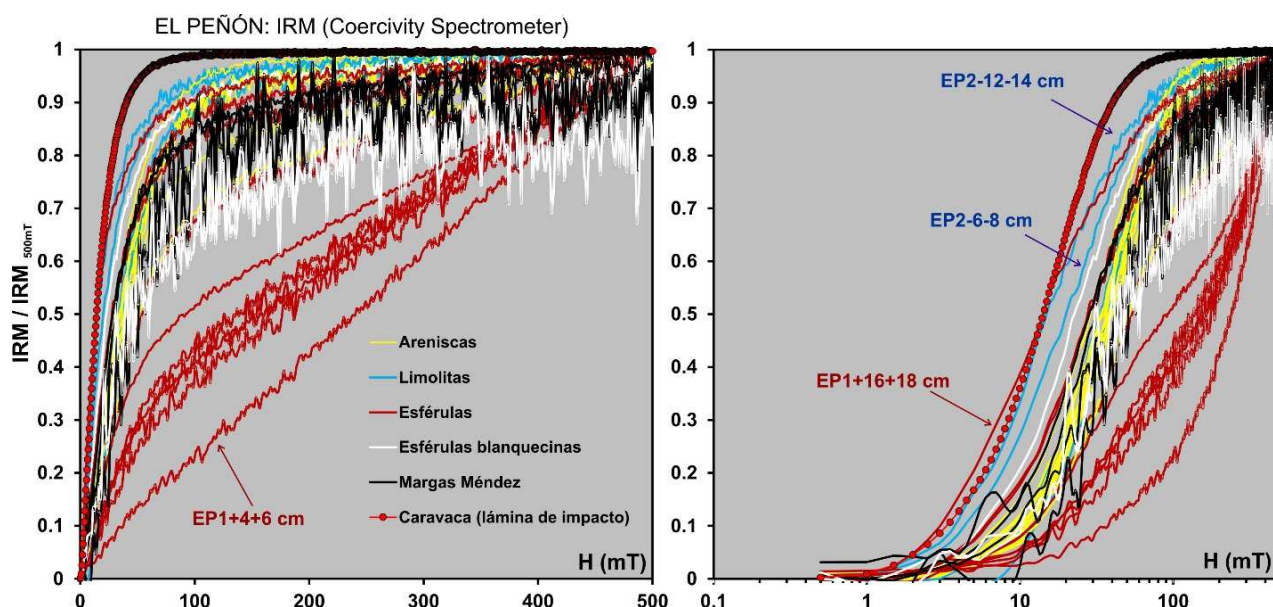 EL PEÑÓN: IRM (Coercivity Spectrometer)
IRM / IRM 500mT
1
0.9
0.8
0.7
0.6
0.5
0.4
0.3
0.2
0.1
0
Areniscas
Limolitas
Esférulas
Esférulas blanquecinas
Margas Méndez
Caravaca (lámina de impacto)
EP1+4+6 cm
H (mT)
0
100
200
300
400
500
1
0.9
0.8
0.7
0.6
0.5
0.4
0.3
0.2
0.1
0
EP2-12-14 cm
EP2-6-8 cm
EP1+16+18 cm
H (mT)
0.1
1
10
100